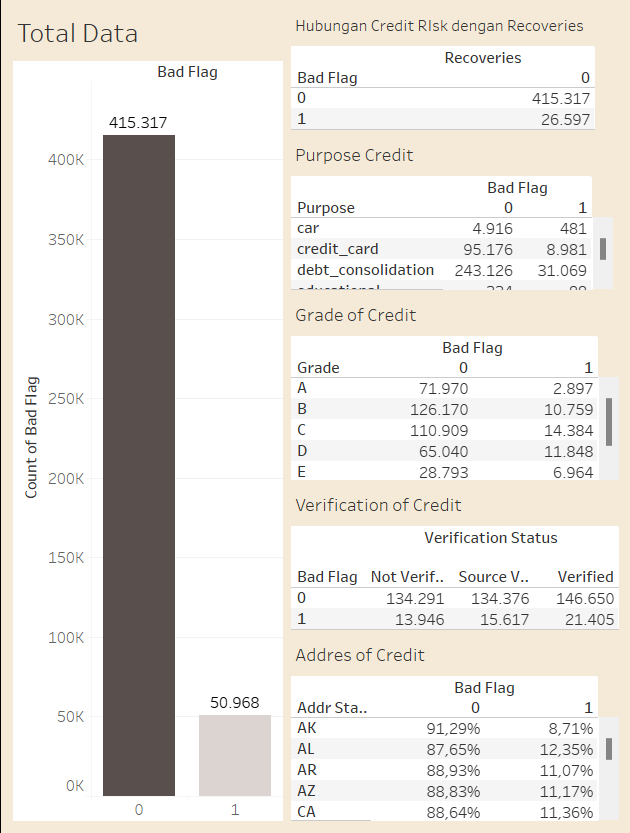 Total Data
Bad Flag
415.317
50.968
400K
350K
300K
250K
200K
150K
100K
50K
0K
Count of Bad Flag
0 1
Hubungan Credit RIsk dengan Recoveries
Recoveries
Bad Flag 0
0 415.317
1 26.597
Purpose Credit
Bad Flag
Purpose 0 1
car 4.916 481
credit_card 95.176 8.981
debt_consolidation 243.126 31.069
Grade of Credit
Bad Flag
Grade 0 1
A 71.970 2.897
B 126.170 10.759
C 110.909 14.384
D 65.040 11.848
E 28.793 6.964
Verification of Credit
Verification Status
Bad Flag Not Verif.. Source V.. Verified
0 134.291 134.376 146.650
1 13.946 15.617 21.405
Addres of Credit
Bad Flag
Addr Sta.. 0 1
AK 91,29% 8,71%
AL 87,65% 12,35%
AR 88,93% 11,07%
AZ 88,83% 11,17%
CA 88,64% 11,36%